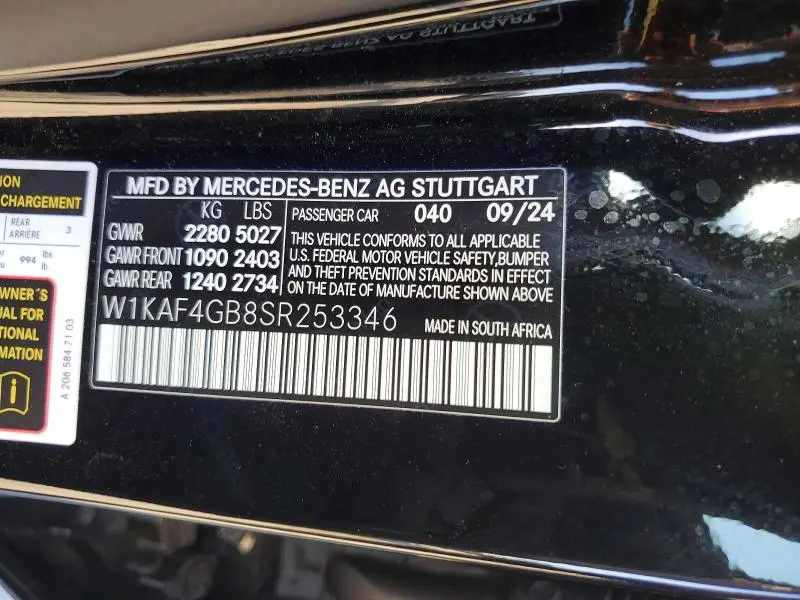 ION
CHARGEMENT
REAR 3
ARRIÈRE
994 lb.
WNER'S
UAL FOR
TIONAL
MATION
A 206 584 71 03
MFD BY MERCEDES-BENZ AG STUTTGART
KG LBS
GVWR 2280 5027
GAWR FRONT 1090 2403
GAWR REAR 1240 2734
PASSENGER CAR 040 09/24
THIS VEHICLE CONFORMS TO ALL APPLICABLE
U.S. FEDERAL MOTOR VEHICLE SAFETY,BUMPER
AND THEFT PREVENTION STANDARDS IN EFFECT
ON THE DATE OF MANUFACTURE SHOWN ABOVE
W1KAF4GB8SR253346
MADE IN SOUTH AFRICA